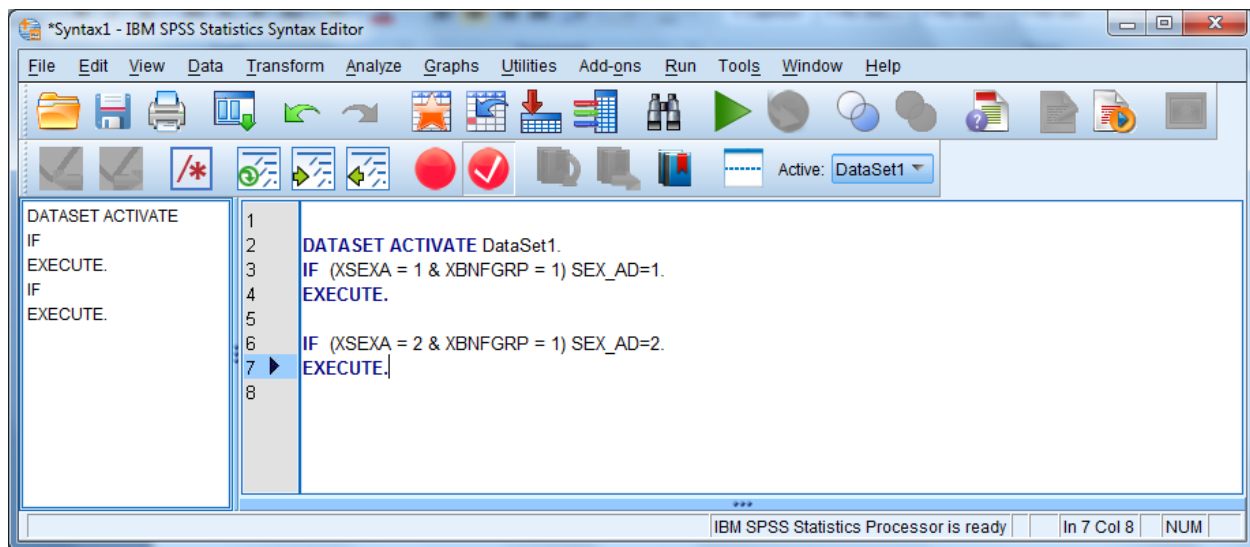 *Syntax1 - IBM SPSS Statistics Syntax Editor
File Edit View Data Transform Analyze Graphs Utilities Add-ons Run Tools Window Help
Active: DataSet1
DATASET ACTIVATE
IF
EXECUTE.
IF
EXECUTE.
1
2 DATASET ACTIVATE DataSet1.
3 IF (XSEXA = 1 & XBNFGRP = 1) SEX_AD=1.
4 EXECUTE.
5
6 IF (XSEXA = 2 & XBNFGRP = 1) SEX_AD=2.
7 EXECUTE.
8
IBM SPSS Statistics Processor is ready In 7 Col 8 NUM